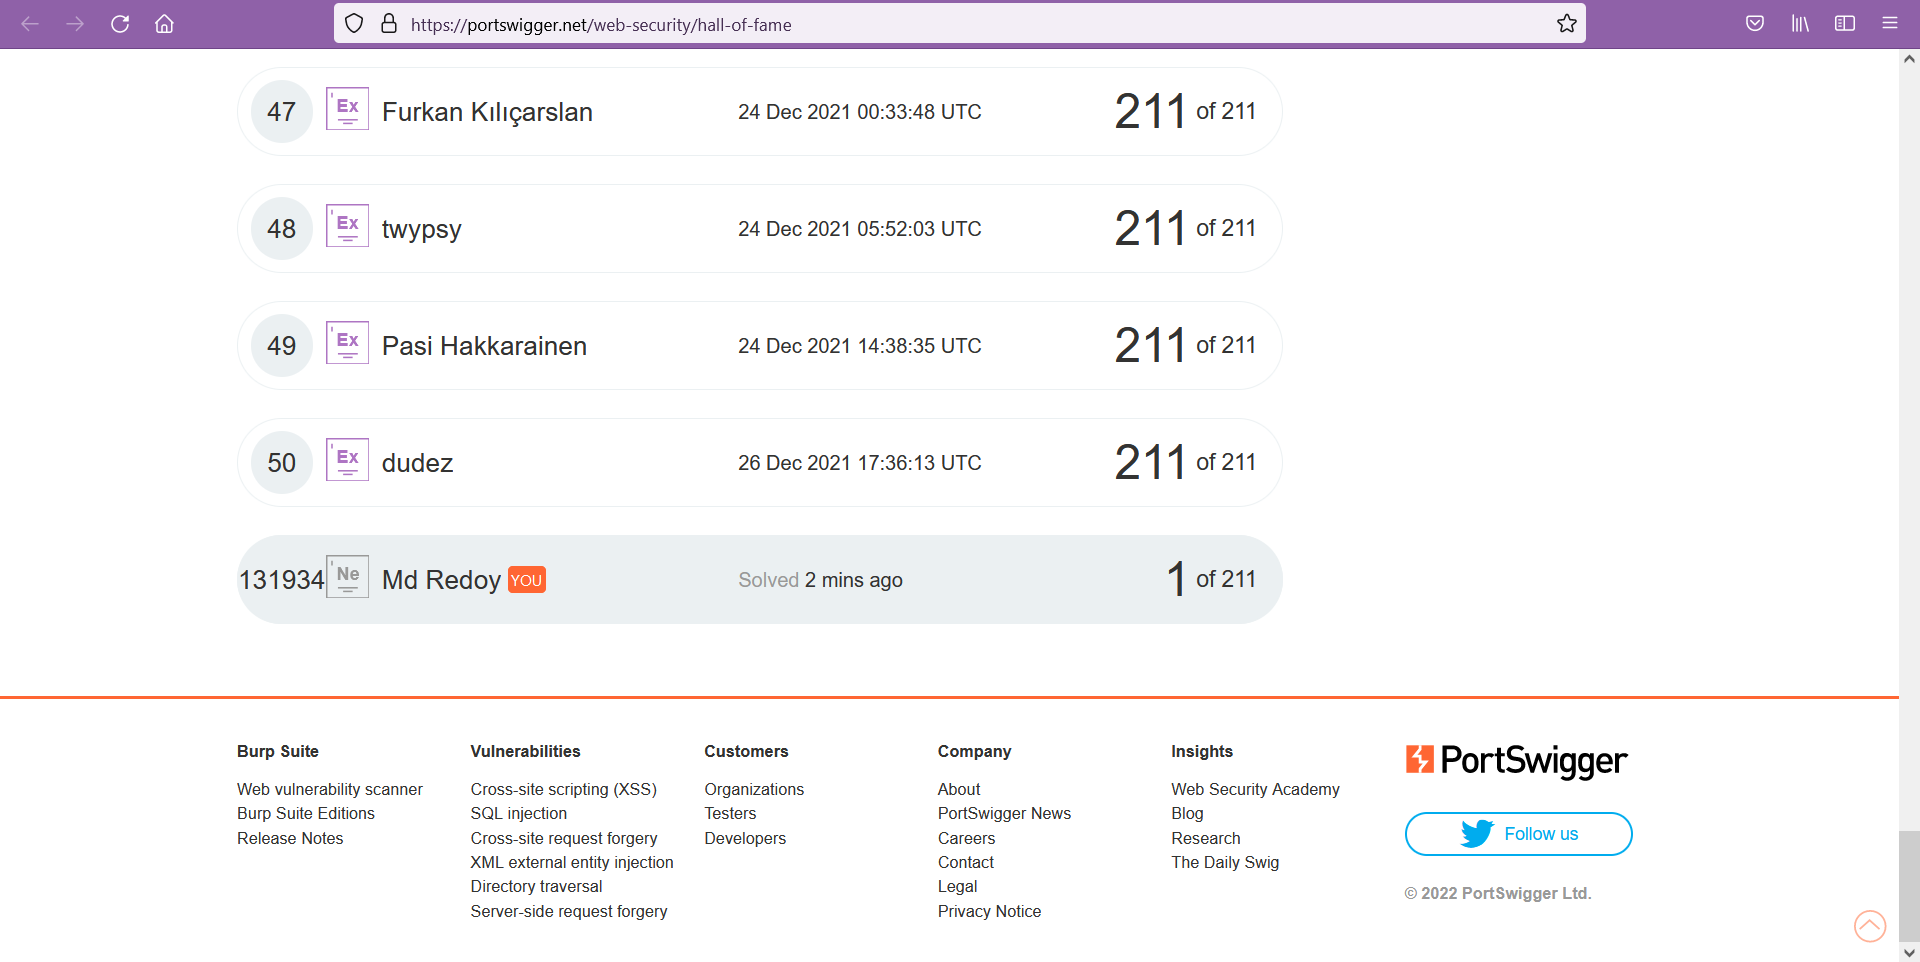 https://portswigger.net/web-security/hall-of-fame
47 Ex Furkan Kılıçarslan 24 Dec 2021 00:33:48 UTC 211 of 211
48 Ex twypsy 24 Dec 2021 05:52:03 UTC 211 of 211
49 Ex Pasi Hakkarainen 24 Dec 2021 14:38:35 UTC 211 of 211
50 Ex dudez 26 Dec 2021 17:36:13 UTC 211 of 211
131934 Ne Md Redoy YOU Solved 2 mins ago 1 of 211
Burp Suite
Web vulnerability scanner
Burp Suite Editions
Release Notes
Vulnerabilities
Cross-site scripting (XSS)
SQL injection
Cross-site request forgery
XML external entity injection
Directory traversal
Server-side request forgery
Customers
Organizations
Testers
Developers
Company
About
PortSwigger News
Careers
Contact
Legal
Privacy Notice
Insights
Web Security Academy
Blog
Research
The Daily Swig
PortSwigger
Follow us
© 2022 PortSwigger Ltd.